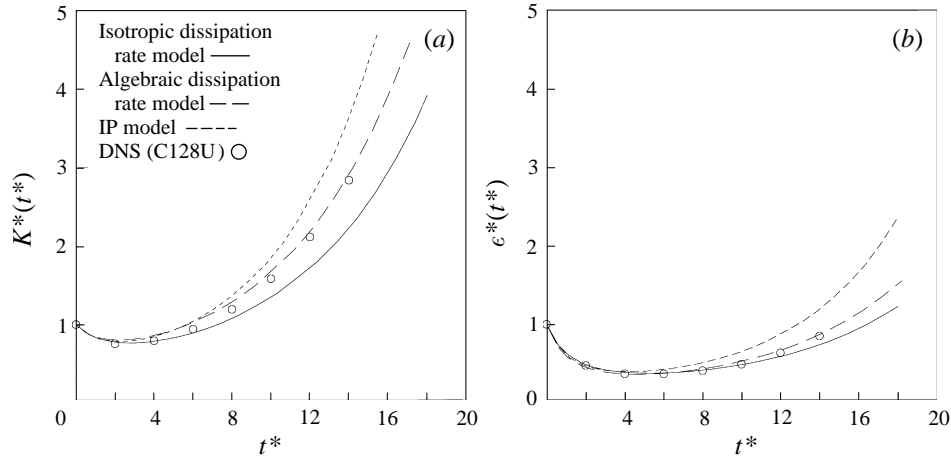 5
4
3
2
1
0
K*(t*)
Isotropic dissipation
rate model
Algebraic dissipation
rate model
IP model
DNS (C128U)
(a)
4
8
12
16
20
t*
5
4
3
2
1
0
ϵ*(t*)
(b)
0
4
8
12
16
20
t*